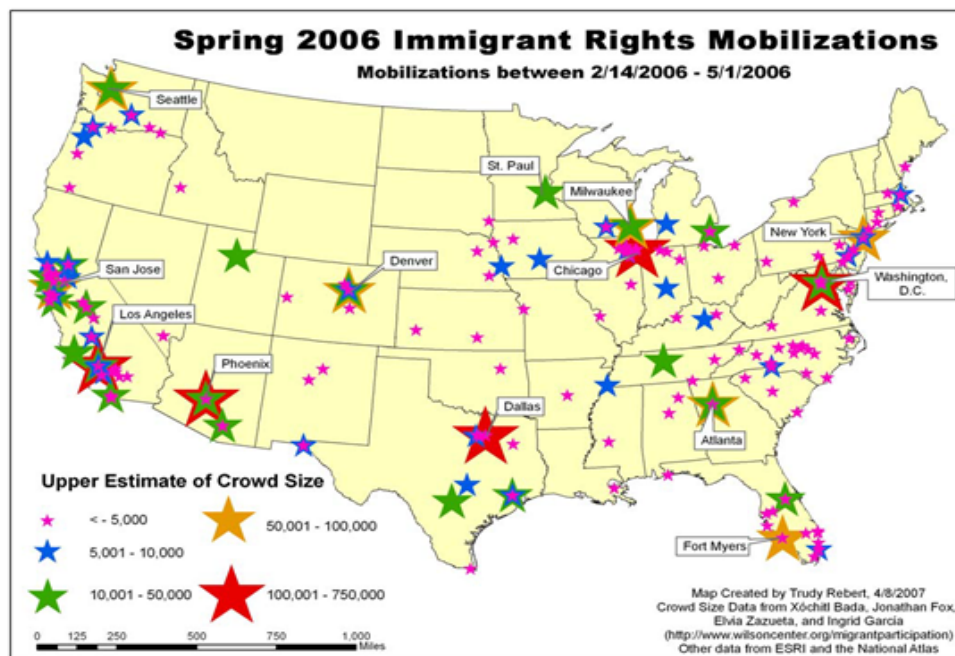 Spring 2006 Immigrant Rights Mobilizations
Mobilizations between 2/14/2006 - 5/1/2006
Seattle
St. Paul
Milwaukee
New York
Denver
San Jose
Chicago
Washington,
D.C.
Los Angeles
Phoenix
Dallas
Atlanta
Fort Myers
Upper Estimate of Crowd Size
< - 5,000
50,001 - 100,000
5,001 - 10,000
10,001 - 50,000
100,001 - 750,000
0 125 250 500 750 1,000
Miles
Map Created by Trudy Rebert, 4/8/2007
Crowd Size Data from Xóchitl Bada, Jonathan Fox,
Elvia Zazueta, and Ingrid Garcia
(http://www.wilsoncenter.org/migrantparticipation)
Other data from ESRI and the National Atlas